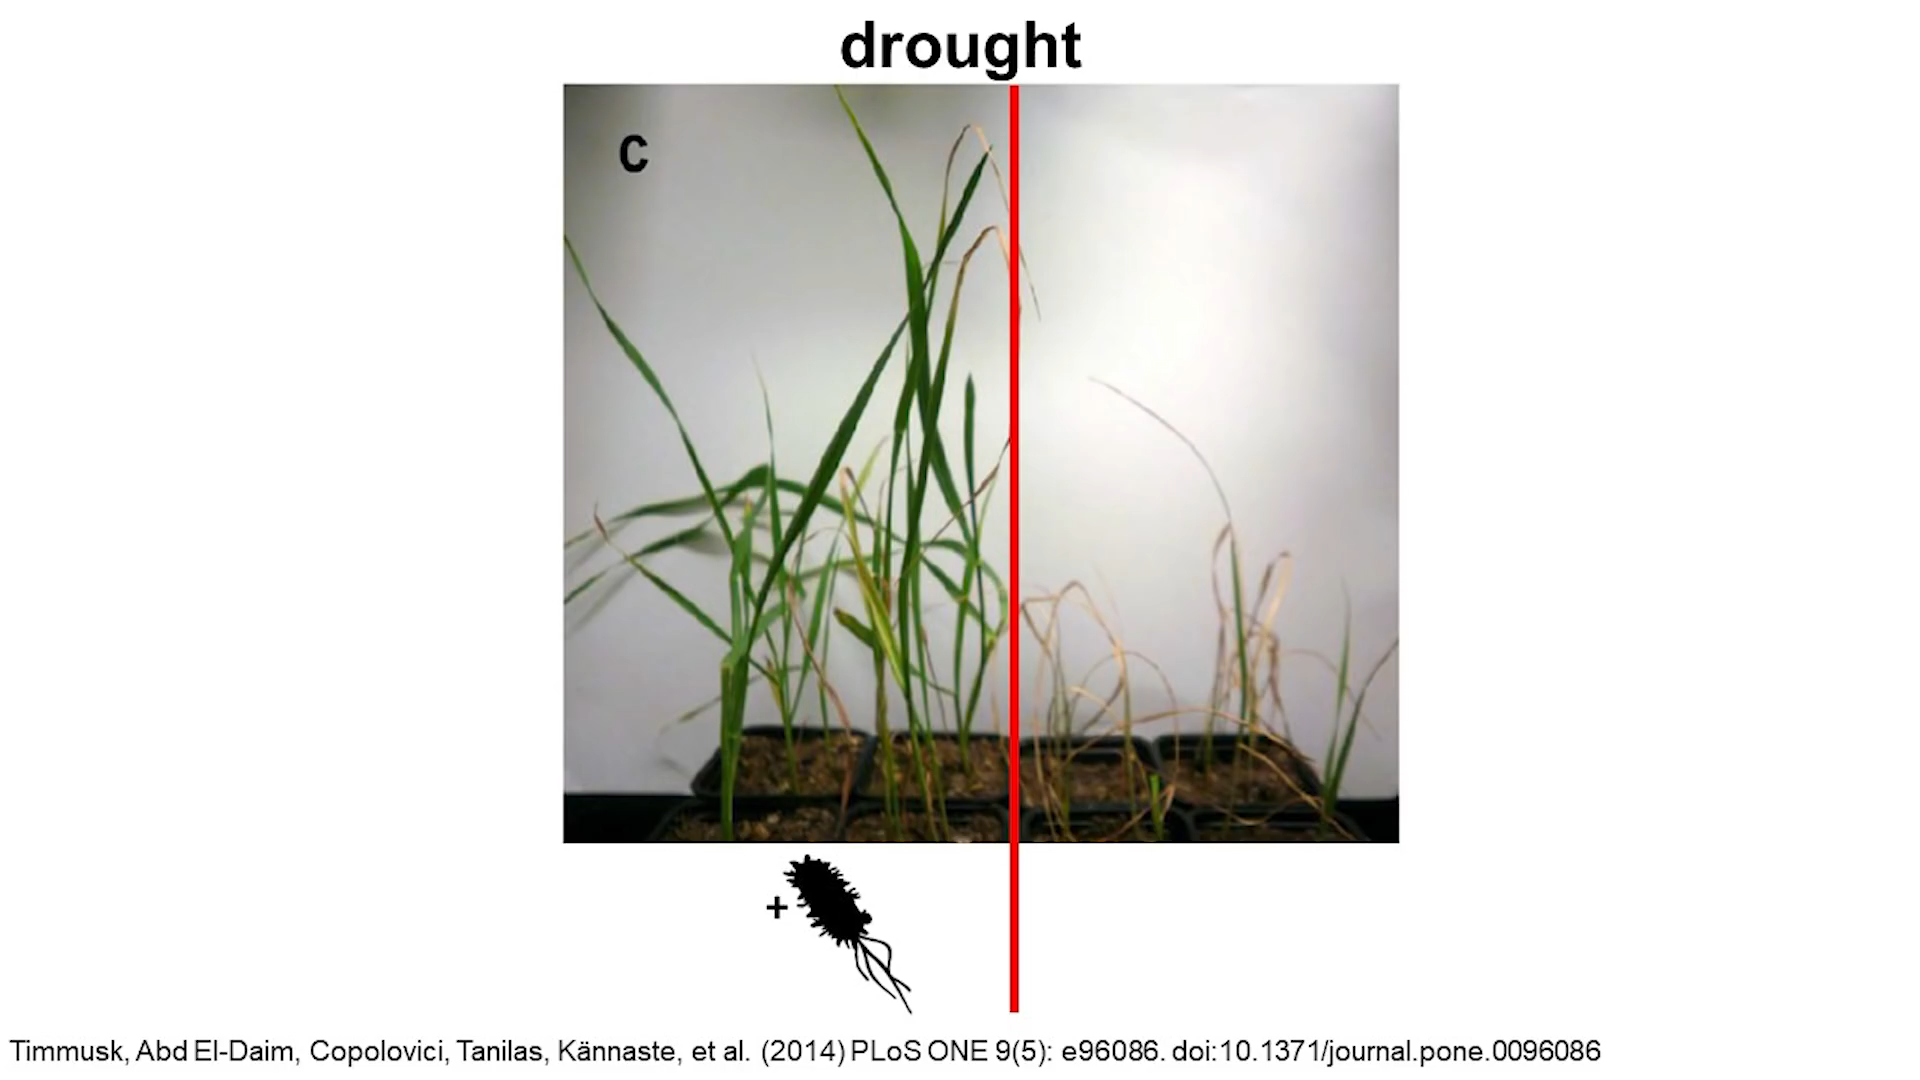 drought
C
+
Timmusk, Abd El-Daim, Copolovici, Tanilas, Kännaste, et al. (2014) PLoS ONE 9(5): e96086. doi:10.1371/journal.pone.0096086